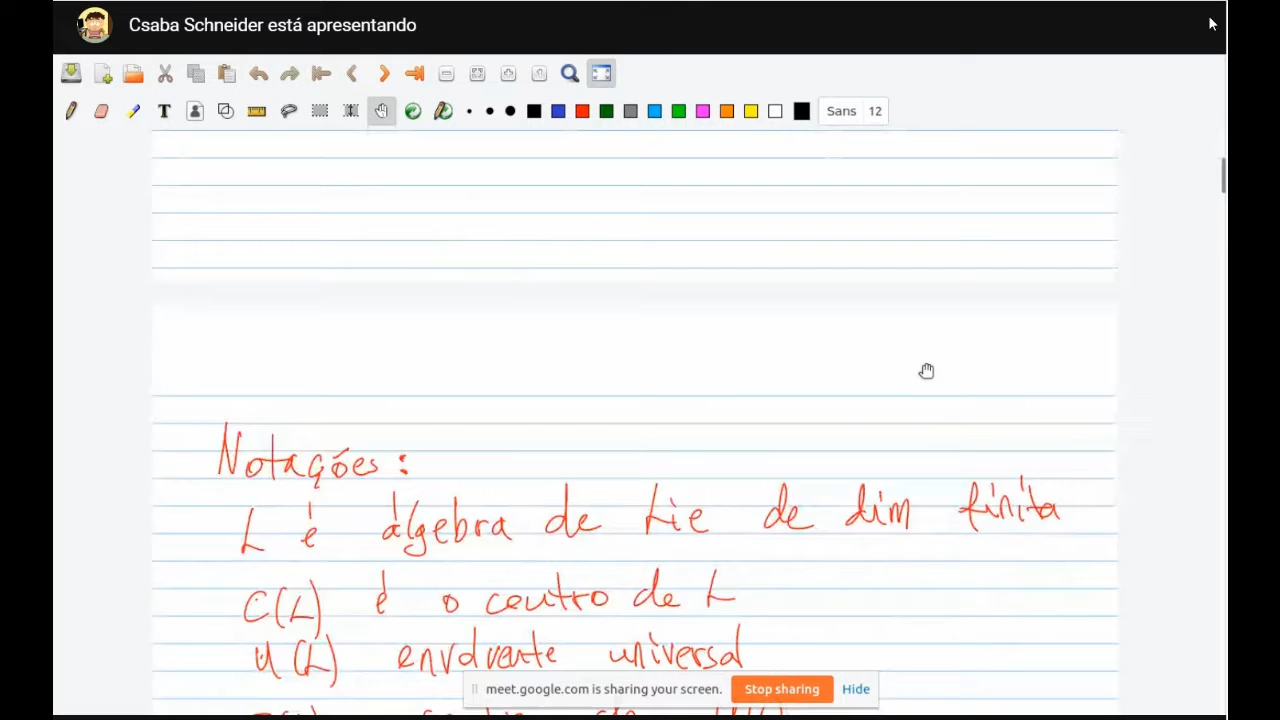 Csaba Schneider está apresentando
Sans 12
Notações:
L é álgebra de Lie de dim finita
C(L) é o centro de L
U(L) envolvente universal
meet.google.com is sharing your screen. Stop sharing Hide